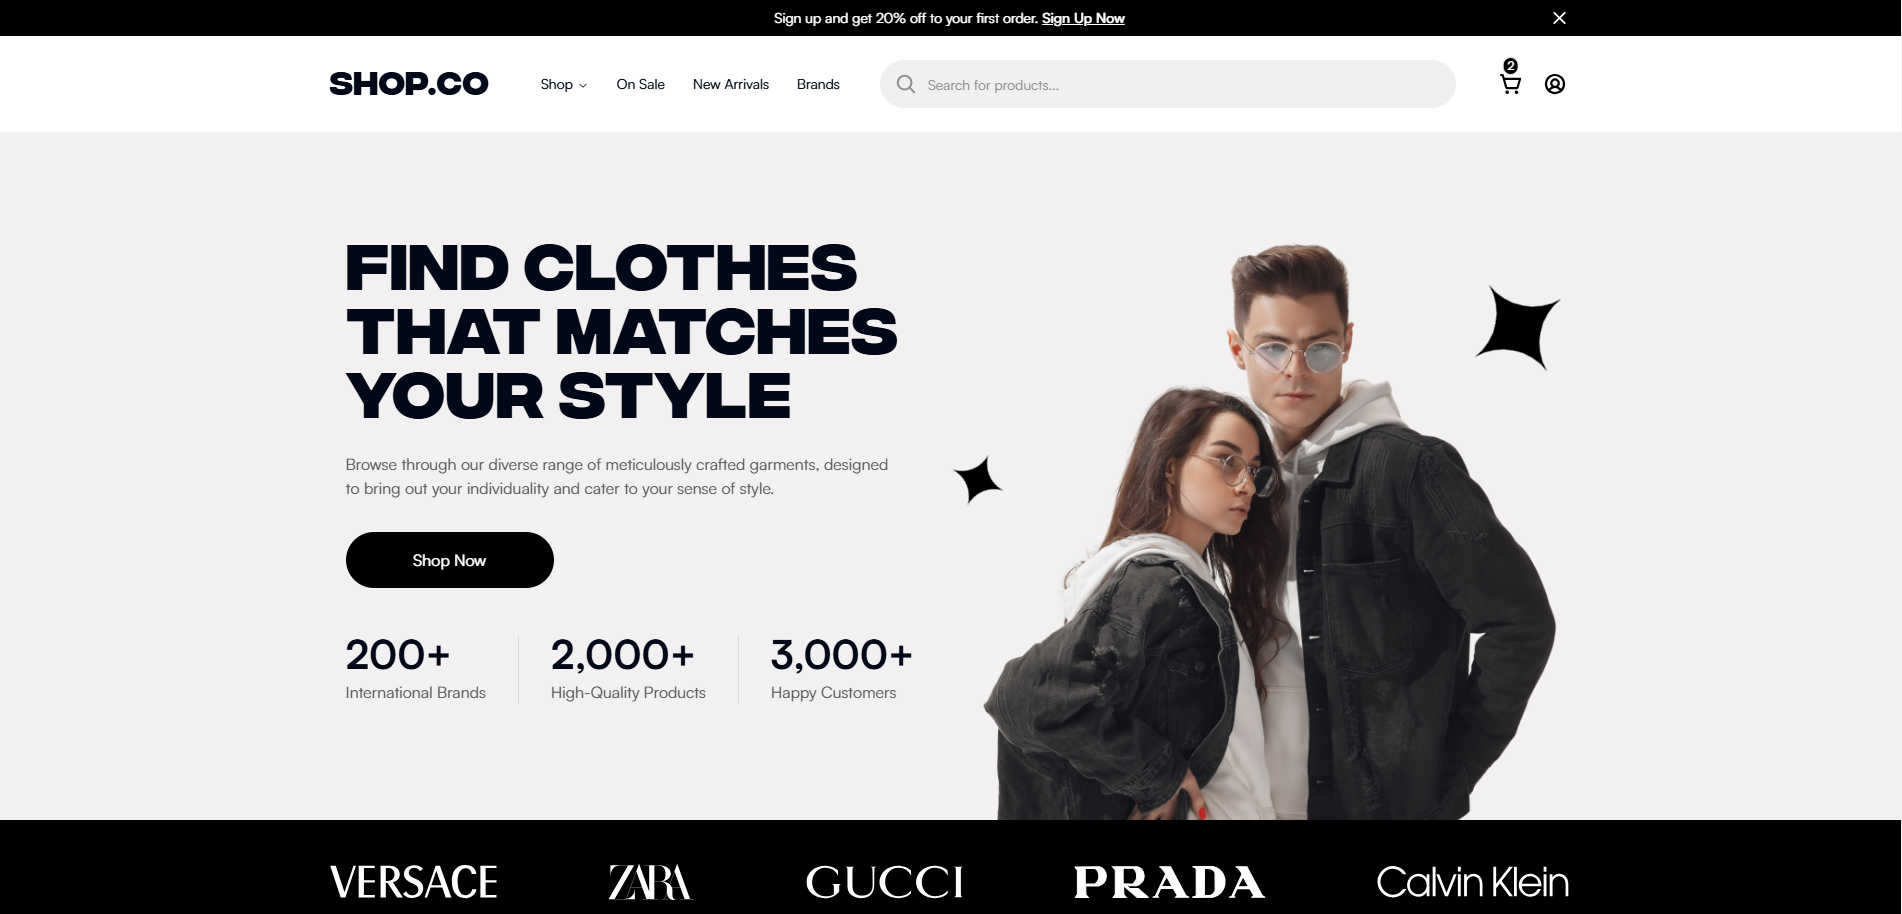 Sign up and get 20% off to your first order. Sign Up Now
SHOP.CO
Shop
On Sale
New Arrivals
Brands
Search for products...
2
FIND CLOTHES
THAT MATCHES
YOUR STYLE
Browse through our diverse range of meticulously crafted garments, designed
to bring out your individuality and cater to your sense of style.
Shop Now
200+
International Brands
2,000+
High-Quality Products
3,000+
Happy Customers
VERSACE
ZARA
GUCCI
PRADA
Calvin Klein